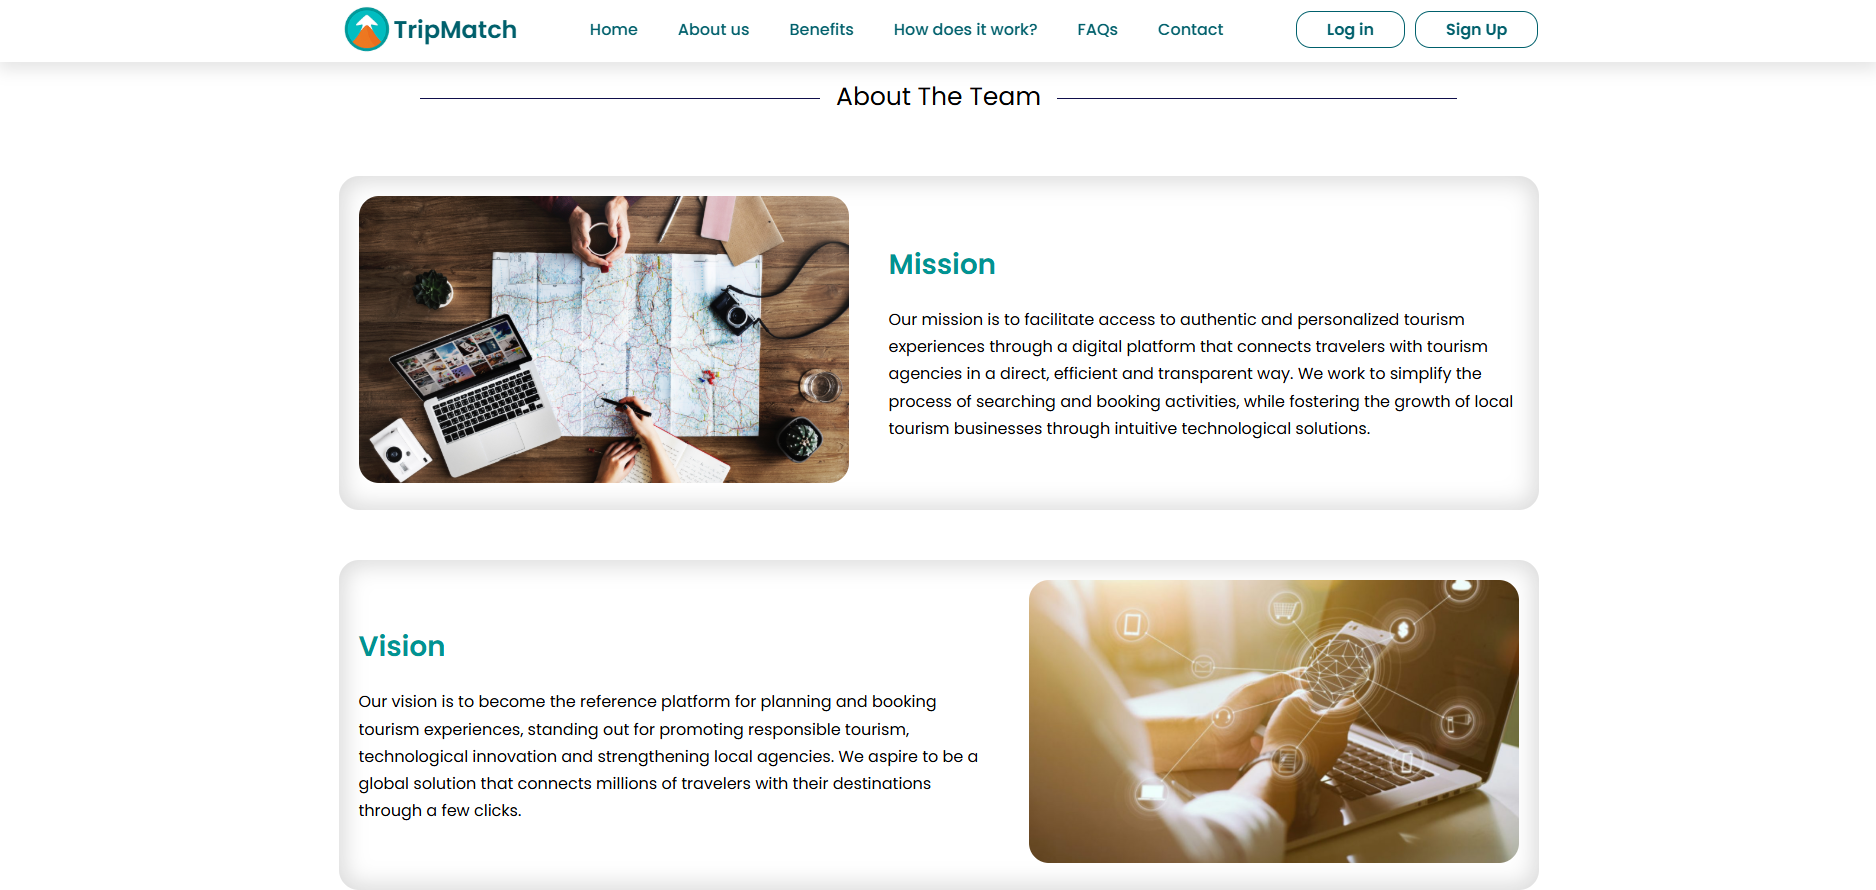 TripMatch
Home
About us
Benefits
How does it work?
FAQs
Contact
Log in
Sign Up
About The Team
Mission
Our mission is to facilitate access to authentic and personalized tourism
experiences through a digital platform that connects travelers with tourism
agencies in a direct, efficient and transparent way. We work to simplify the
process of searching and booking activities, while fostering the growth of local
tourism businesses through intuitive technological solutions.
Vision
Our vision is to become the reference platform for planning and booking
tourism experiences, standing out for promoting responsible tourism,
technological innovation and strengthening local agencies. We aspire to be a
global solution that connects millions of travelers with their destinations
through a few clicks.